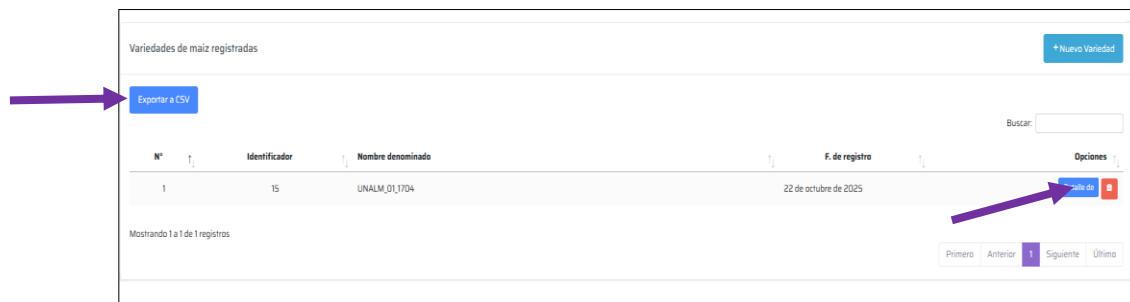 Variedades de maiz registradas
+Nuevo Variedad
Exportar a CSV
Buscar:
N° Identificador Nombre denominado F. de registro Opciones
1 15 UNALM_01_1704 22 de octubre de 2025 de
Mostrando 1 a 1 de 1 registros
Primero Anterior 1 Siguiente Último